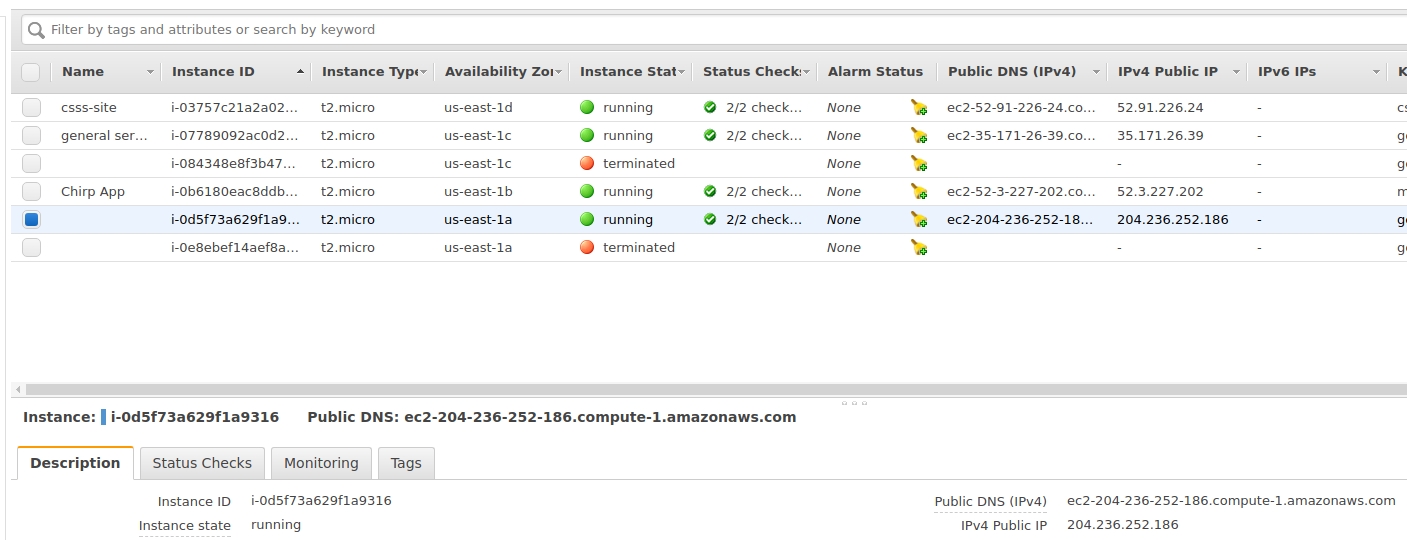 Filter by tags and attributes or search by keyword
Name Instance ID Instance Type Availability Zon Instance Stat Status Checks Alarm Status Public DNS (IPv4) IPv4 Public IP IPv6 IPs K
csss-site i-03757c21a2a02... t2.micro us-east-1d running 2/2 check... None ec2-52-91-226-24.co... 52.91.226.24 - cs
general ser... i-07789092ac0d2... t2.micro us-east-1c running 2/2 check... None ec2-35-171-26-39.co... 35.171.26.39 - ge
i-084348e8f3b47... t2.micro us-east-1c terminated None - - ge
Chirp App i-0b6180eac8ddb... t2.micro us-east-1b running 2/2 check... None ec2-52-3-227-202.co... 52.3.227.202 - m
i-0d5f73a629f1a9... t2.micro us-east-1a running 2/2 check... None ec2-204-236-252-18... 204.236.252.186 - ge
i-0e8ebef14aef8a... t2.micro us-east-1a terminated None - - ge
Instance: i-0d5f73a629f1a9316 Public DNS: ec2-204-236-252-186.compute-1.amazonaws.com
Description Status Checks Monitoring Tags
Instance ID i-0d5f73a629f1a9316 Public DNS (IPv4) ec2-204-236-252-186.compute-1.amazonaws.com
Instance state running IPv4 Public IP 204.236.252.186